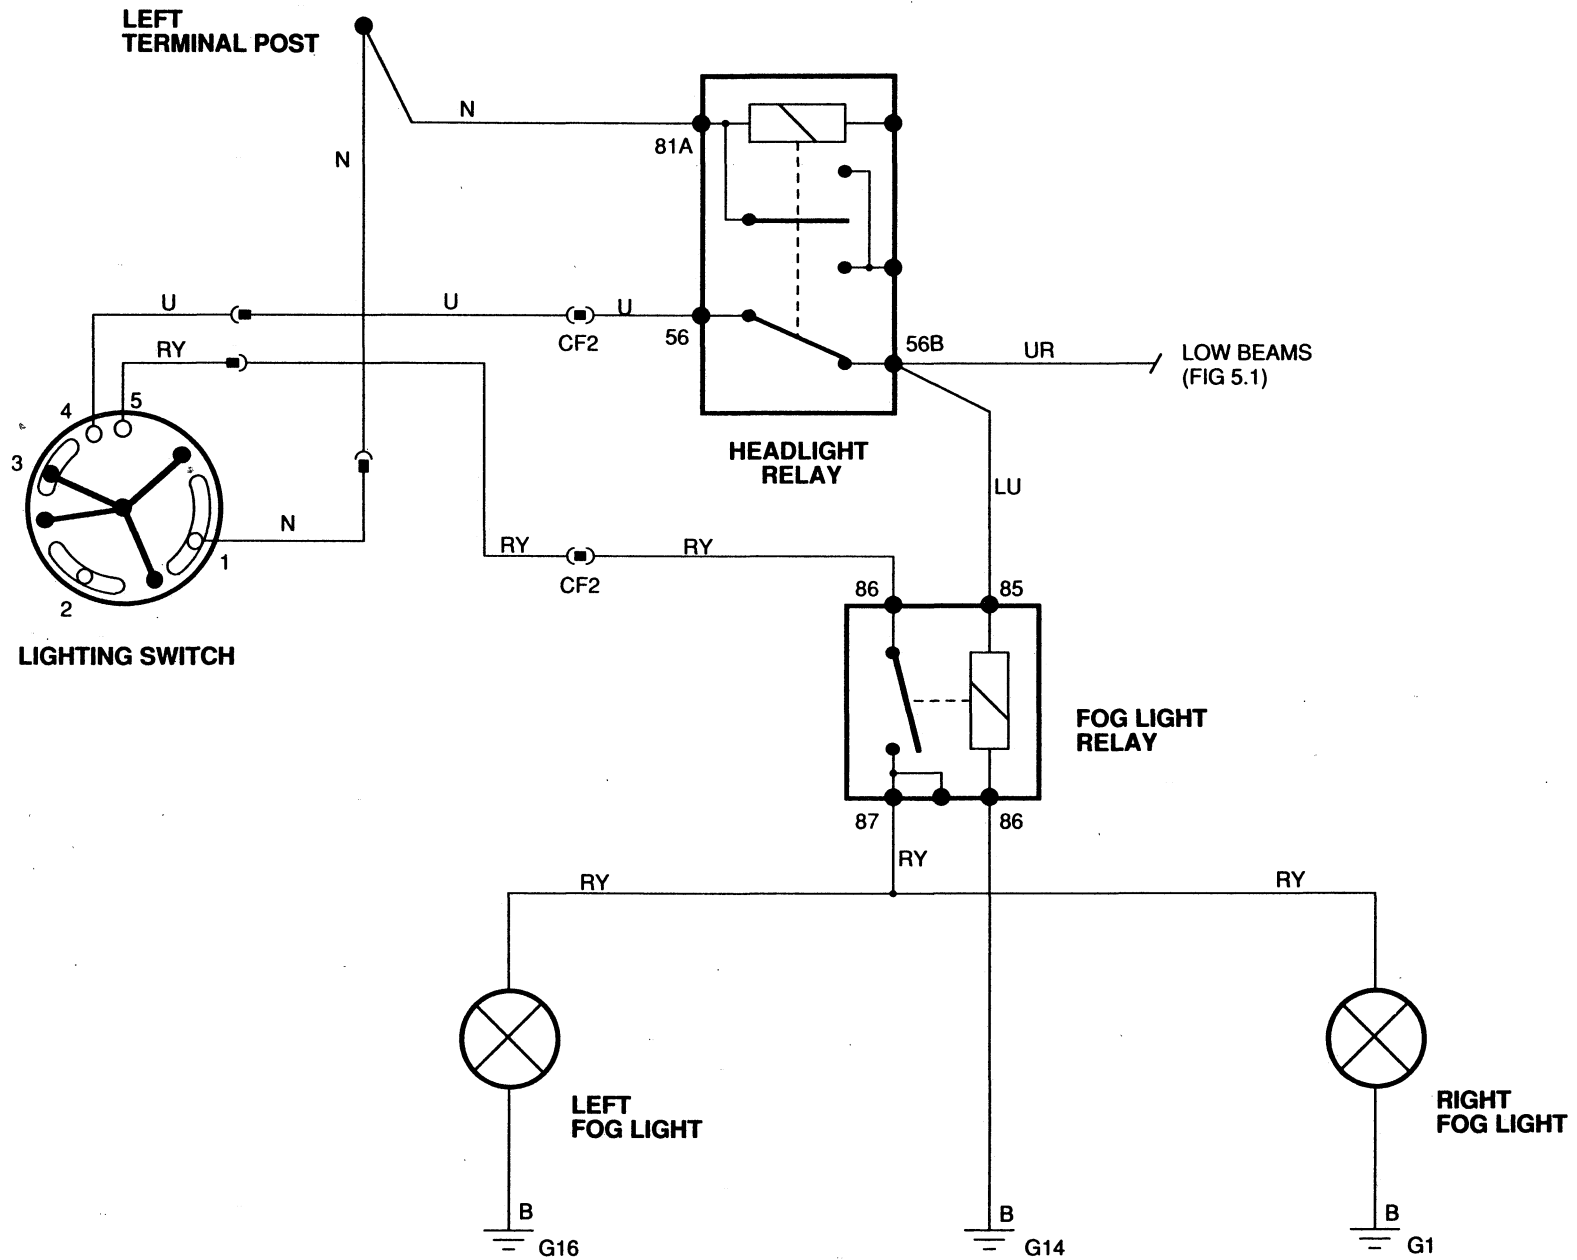 LEFT
TERMINAL POST
N
81A
N
U
U
U
CF2
56
56B
UR
LOW BEAMS
(FIG 5.1)
RY
4
5
3
HEADLIGHT
RELAY
LU
N
1
RY
RY
CF2
2
86
85
LIGHTING SWITCH
FOG LIGHT
RELAY
87
86
RY
RY
RY
LEFT
FOG LIGHT
RIGHT
FOG LIGHT
B
G16
B
G14
B
G1